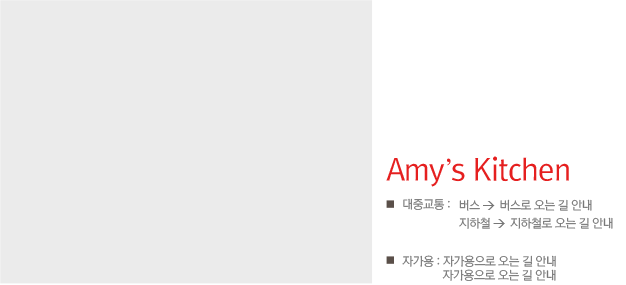 Amy's Kitchen
■ 대중교통 : 버스 → 버스로 오는 길 안내
지하철 → 지하철로 오는 길 안내
■ 자가용 : 자가용으로 오는 길 안내
자가용으로 오는 길 안내